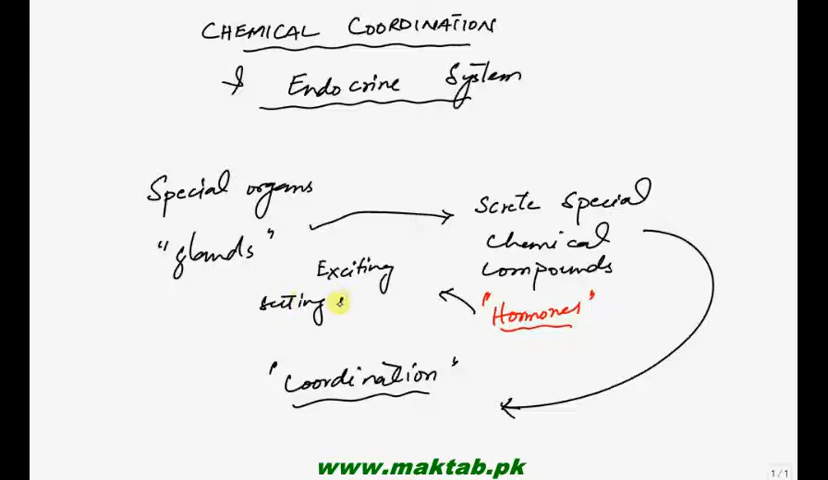 CHEMICAL COORDINATION
Endocrine System
Special organs
"glands"
Screte Special
Chemical
Compounds
"Hormones"
Exciting
setting s
"Coordination"
www.maktab.pk
1/1